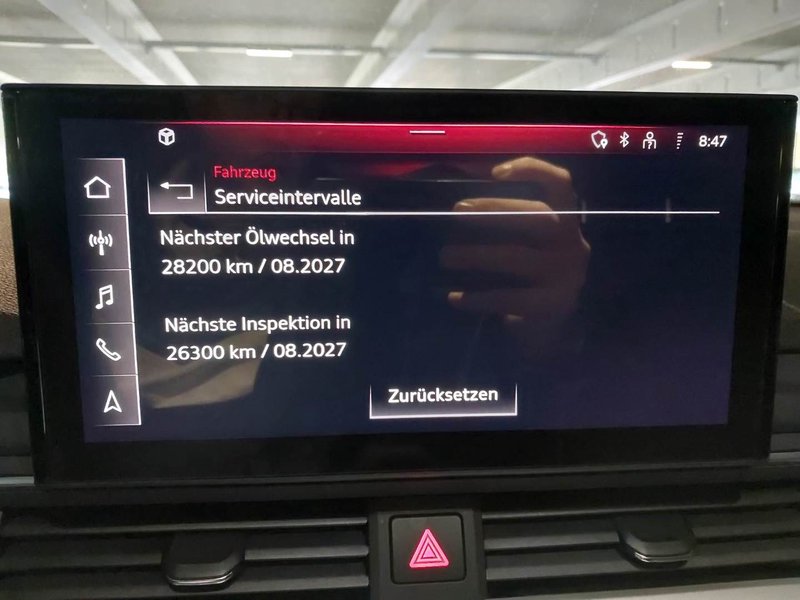 8:47
Fahrzeug
Serviceintervalle
Nächster Ölwechsel in
28200 km / 08.2027
Nächste Inspektion in
26300 km / 08.2027
Zurücksetzen